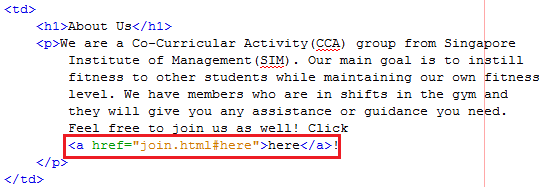 <td>
<h1>About Us</h1>
<p>We are a Co-Curricular Activity(CCA) group from Singapore
Institute of Management(SIM). Our main goal is to instill
fitness to other students while maintaining our own fitness
level. We have members who are in shifts in the gym and
they will give you any assistance or guidance you need.
Feel free to join us as well! Click
<a href="join.html#here">here</a>!
</p>
</td>